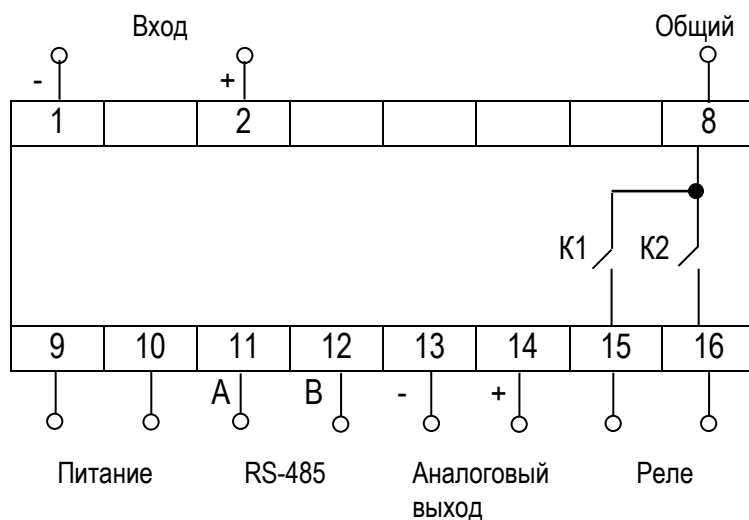 Вход Общий
- +
1 2 8
К1 К2
9 10 11 12 13 14 15 16
A B - +
Питание RS-485 Аналоговый Реле
выход